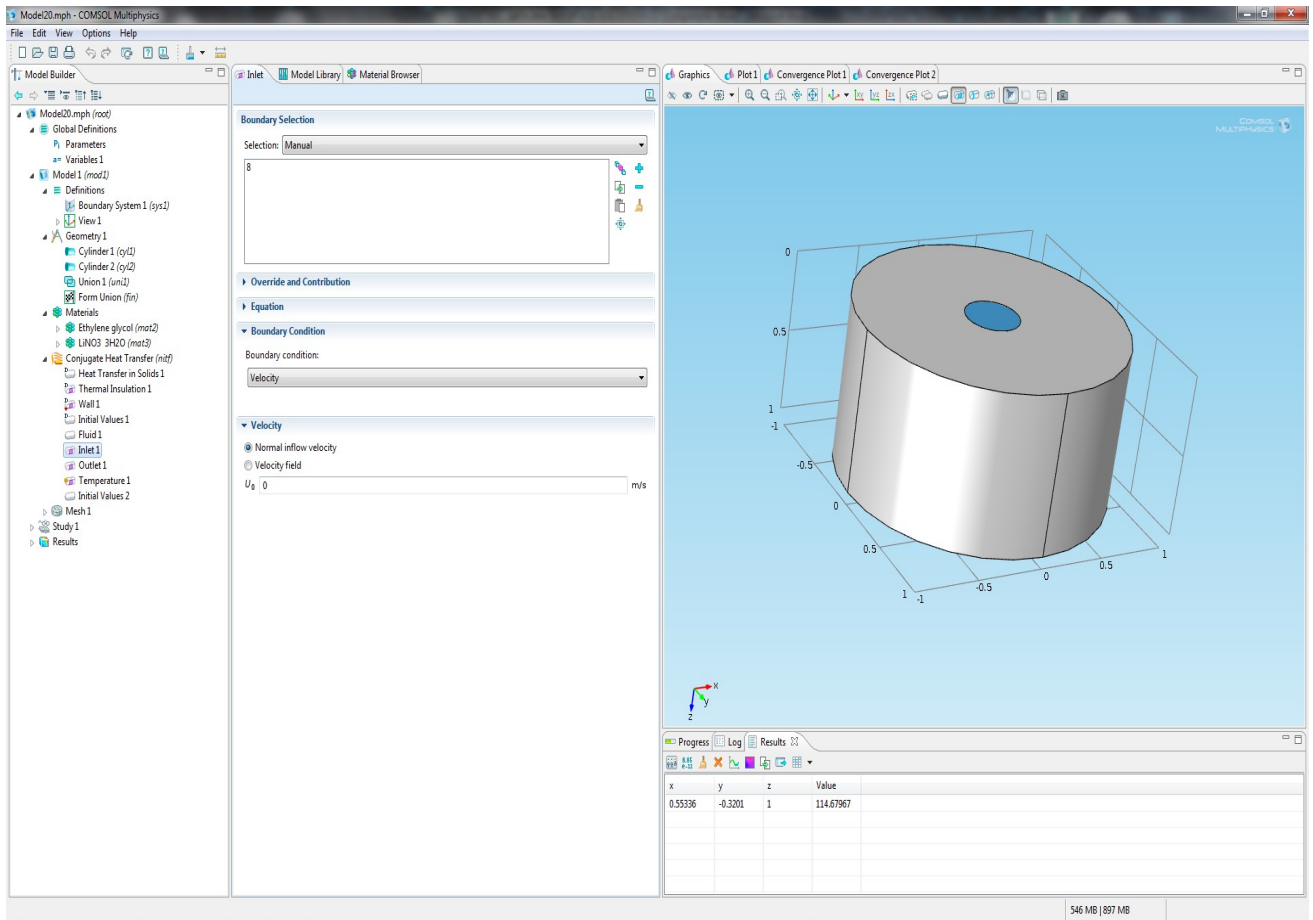 Model20.mph - COMSOL Multiphysics
File Edit View Options Help
Model Builder
Model20.mph (root)
Global Definitions
Pi Parameters
a= Variables 1
Model 1 (mod1)
Definitions
Boundary System 1 (sys1)
View 1
Geometry 1
Cylinder 1 (cyl1)
Cylinder 2 (cyl2)
Union 1 (uni1)
Form Union (fin)
Materials
Ethylene glycol (mat2)
LiNO3 3H2O (mat3)
Conjugate Heat Transfer (nitf)
D Heat Transfer in Solids 1
D Thermal Insulation 1
D Wall 1
D Initial Values 1
Fluid 1
Inlet 1
Outlet 1
Temperature 1
Initial Values 2
Mesh 1
Study 1
Results
Inlet Model Library Material Browser
Boundary Selection
Selection: Manual
8
Override and Contribution
Equation
Boundary Condition
Boundary condition:
Velocity
Velocity
Normal inflow velocity
Velocity field
U0 0 m/s
Graphics Plot 1 Convergence Plot 1 Convergence Plot 2
COMSOL
MULTIPHYSICS
0
0.5
1
-1
-0.5
0
0.5
1
-1
-0.5
0
0.5
1
x
y
z
Progress Log Results
x y z Value
0.55336 -0.3201 1 114.67967
546 MB | 897 MB